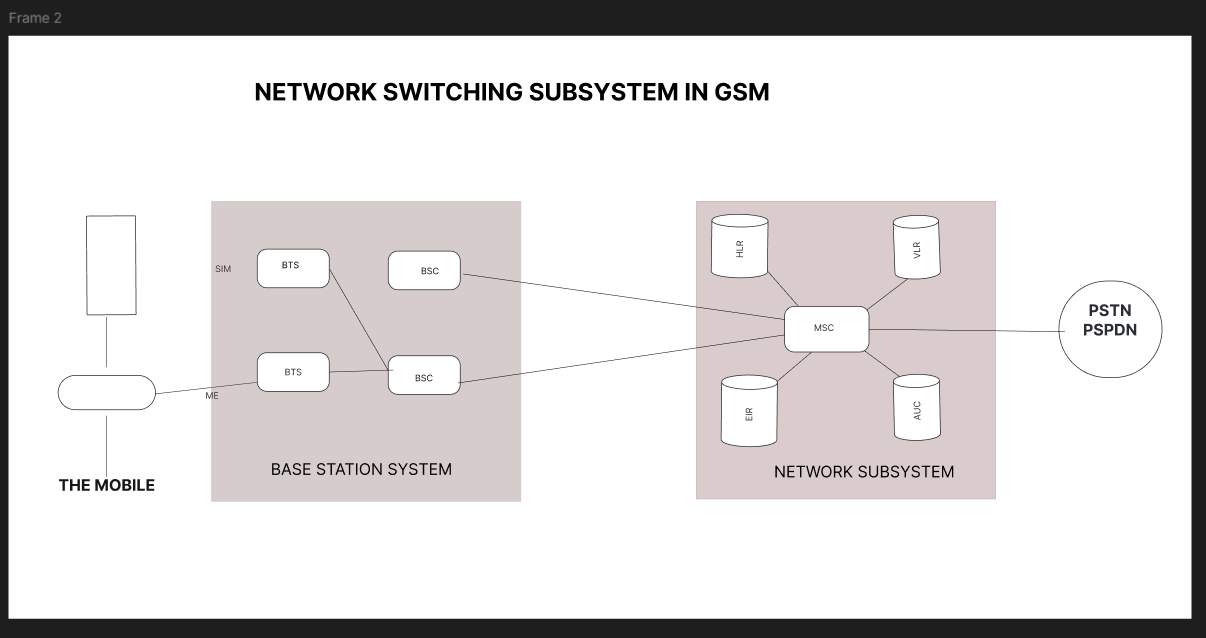 Frame 2
NETWORK SWITCHING SUBSYSTEM IN GSM
SIM
BTS
BSC
HLR
VLR
MSC
PSTN
PSPDN
BTS
BSC
ME
EIR
AUC
BASE STATION SYSTEM
NETWORK SUBSYSTEM
THE MOBILE